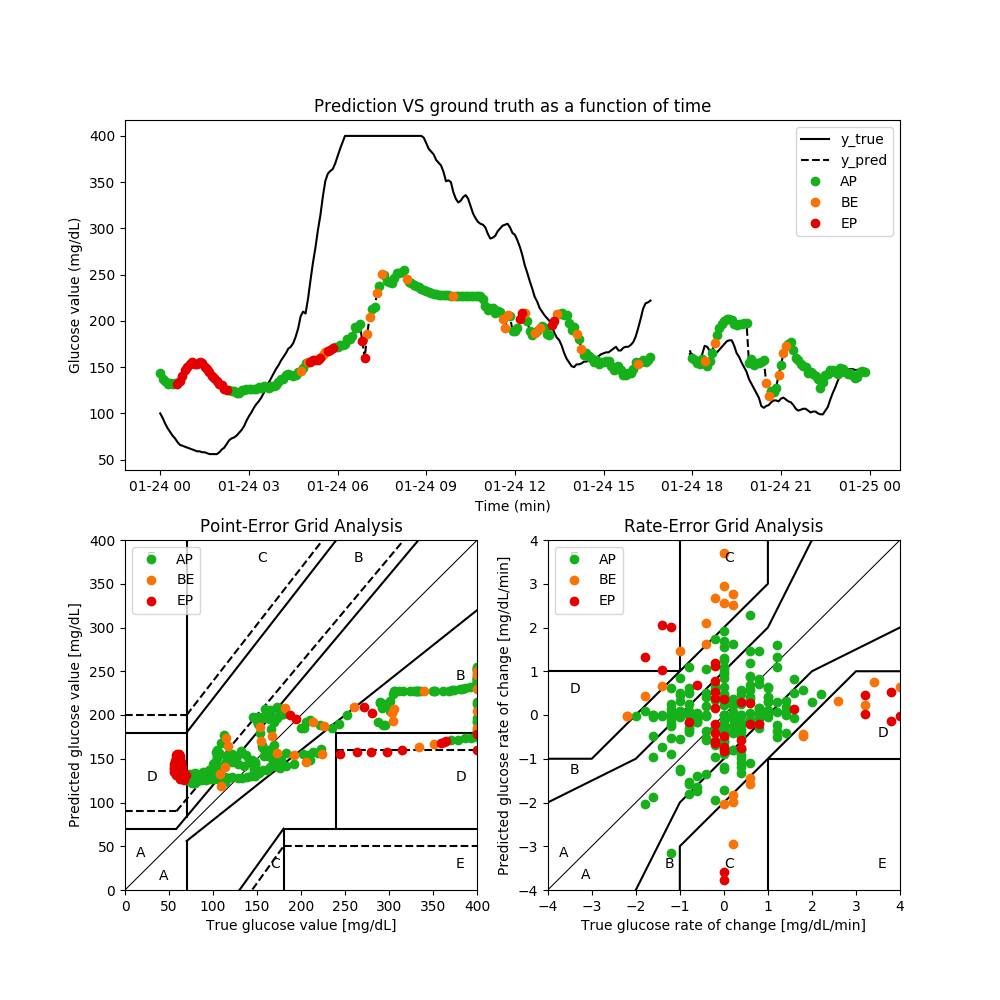 Prediction VS ground truth as a function of time
Glucose value (mg/dL)
400
350
300
250
200
150
100
50
y_true
y_pred
AP
BE
EP
01-24 00 01-24 03 01-24 06 01-24 09 01-24 12 01-24 15 01-24 18 01-24 21 01-25 00
Time (min)
Point-Error Grid Analysis
Predicted glucose value [mg/dL]
400
350
300
250
200
150
100
50
0
AP
BE
EP
C
B
B
D
D
A
A
C
E
0 50 100 150 200 250 300 350 400
True glucose value [mg/dL]
Rate-Error Grid Analysis
Predicted glucose rate of change [mg/dL/min]
4
3
2
1
0
−1
−2
−3
−4
AP
BE
EP
C
D
D
B
A
A
B
C
E
−4 −3 −2 −1 0 1 2 3 4
True glucose rate of change [mg/dL/min]